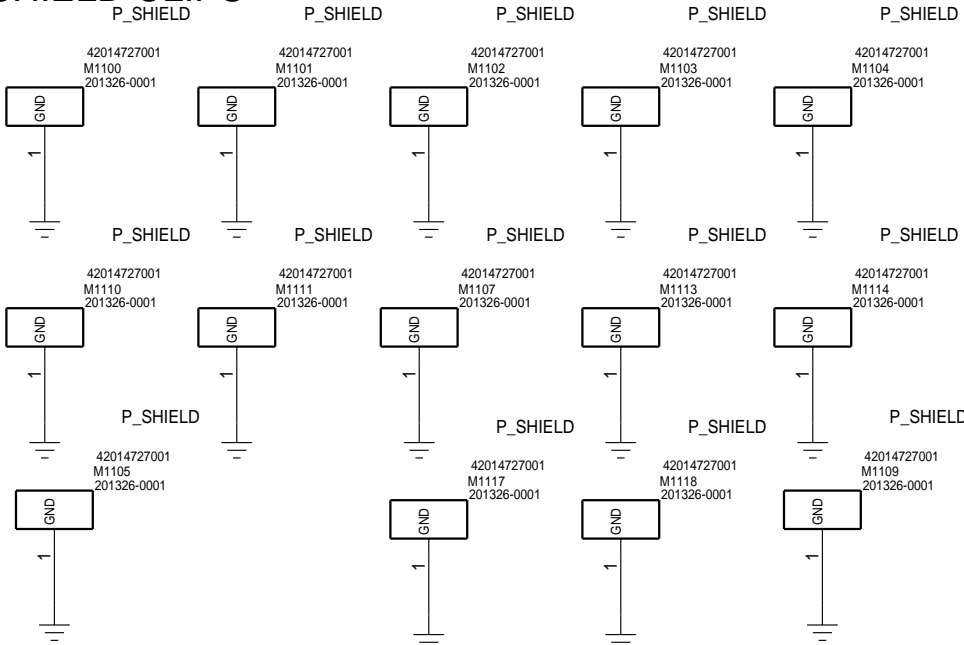 P_SHIELD
42014727001
M1100
201326-0001
GND
1
P_SHIELD
42014727001
M1101
201326-0001
GND
1
P_SHIELD
42014727001
M1102
201326-0001
GND
1
P_SHIELD
42014727001
M1103
201326-0001
GND
1
P_SHIELD
42014727001
M1104
201326-0001
GND
1
P_SHIELD
42014727001
M1110
201326-0001
GND
1
P_SHIELD
42014727001
M1111
201326-0001
GND
1
P_SHIELD
42014727001
M1107
201326-0001
GND
1
P_SHIELD
42014727001
M1113
201326-0001
GND
1
P_SHIELD
42014727001
M1114
201326-0001
GND
1
P_SHIELD
42014727001
M1105
201326-0001
GND
1
P_SHIELD
42014727001
M1117
201326-0001
GND
1
P_SHIELD
42014727001
M1118
201326-0001
GND
1
P_SHIELD
42014727001
M1109
201326-0001
GND
1